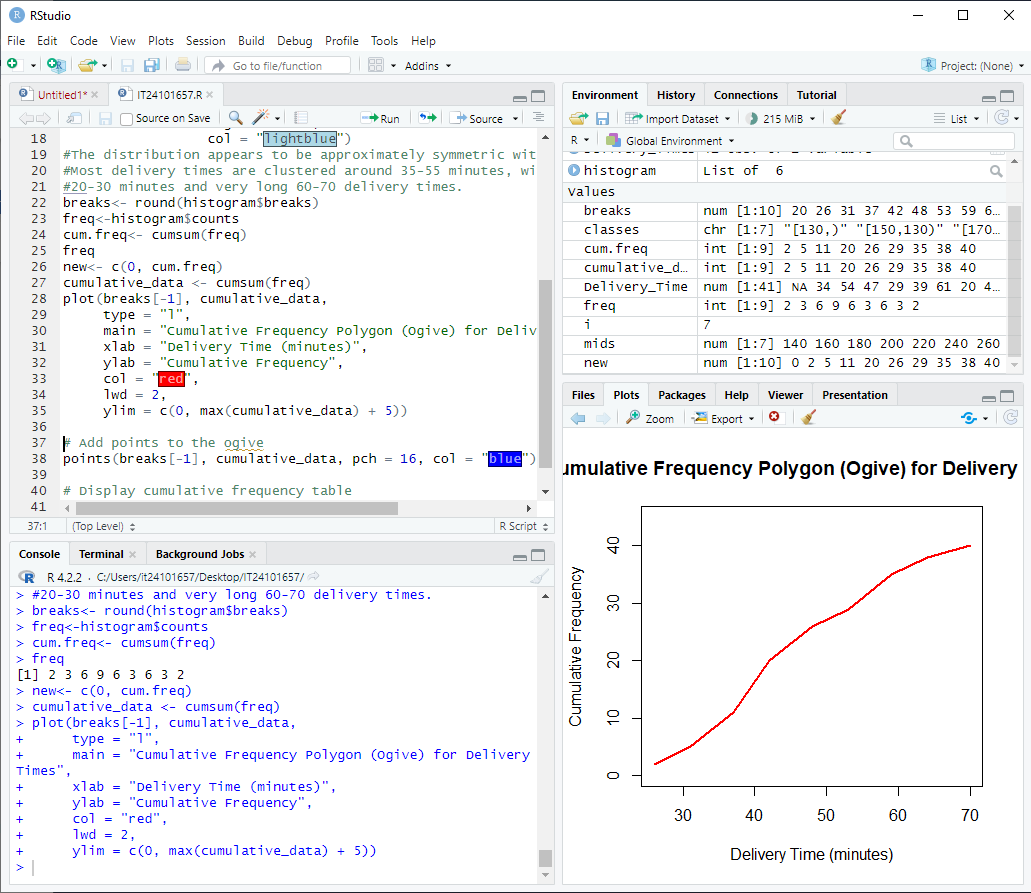 RStudio
File Edit Code View Plots Session Build Debug Profile Tools Help
Go to file/function
Addins
Project: (None)
Untitled1*
IT24101657.R
Source on Save
Run
Source
18 col = "lightblue")
19 #The distribution appears to be approximately symmetric wit
20 #Most delivery times are clustered around 35-55 minutes, wi
21 #20-30 minutes and very long 60-70 delivery times.
22 breaks<- round(histogram$breaks)
23 freq<-histogram$counts
24 cum.freq<- cumsum(freq)
25 freq
26 new<- c(0, cum.freq)
27 cumulative_data <- cumsum(freq)
28 plot(breaks[-1], cumulative_data,
29 type = "l",
30 main = "Cumulative Frequency Polygon (Ogive) for Deliv
31 xlab = "Delivery Time (minutes)",
32 ylab = "Cumulative Frequency",
33 col = "red",
34 lwd = 2,
35 ylim = c(0, max(cumulative_data) + 5))
36
37 # Add points to the ogive
38 points(breaks[-1], cumulative_data, pch = 16, col = "blue")
39
40 # Display cumulative frequency table
41
37:1 (Top Level) R Script
Console Terminal Background Jobs
R 4.2.2 · C:/Users/it24101657/Desktop/IT24101657/
> #20-30 minutes and very long 60-70 delivery times.
> breaks<- round(histogram$breaks)
> freq<-histogram$counts
> cum.freq<- cumsum(freq)
> freq
[1] 2 3 6 9 6 3 6 3 2
> new<- c(0, cum.freq)
> cumulative_data <- cumsum(freq)
> plot(breaks[-1], cumulative_data,
+ type = "l",
+ main = "Cumulative Frequency Polygon (Ogive) for Delivery
Times",
+ xlab = "Delivery Time (minutes)",
+ ylab = "Cumulative Frequency",
+ col = "red",
+ lwd = 2,
+ ylim = c(0, max(cumulative_data) + 5))
>
Environment History Connections Tutorial
Import Dataset 215 MiB List
R Global Environment
histogram List of 6
values
breaks num [1:10] 20 26 31 37 42 48 53 59 6…
classes chr [1:7] "[130,)" "[150,130)" "[170…
cum.freq int [1:9] 2 5 11 20 26 29 35 38 40
cumulative_d… int [1:9] 2 5 11 20 26 29 35 38 40
Delivery_Time num [1:41] NA 34 54 47 29 39 61 20 4…
freq int [1:9] 2 3 6 9 6 3 6 3 2
i 7
mids num [1:7] 140 160 180 200 220 240 260
new num [1:10] 0 2 5 11 20 26 29 35 38 40
Files Plots Packages Help Viewer Presentation
Zoom Export
umulative Frequency Polygon (Ogive) for Delivery
Cumulative Frequency
40
30
20
10
0
30 40 50 60 70
Delivery Time (minutes)